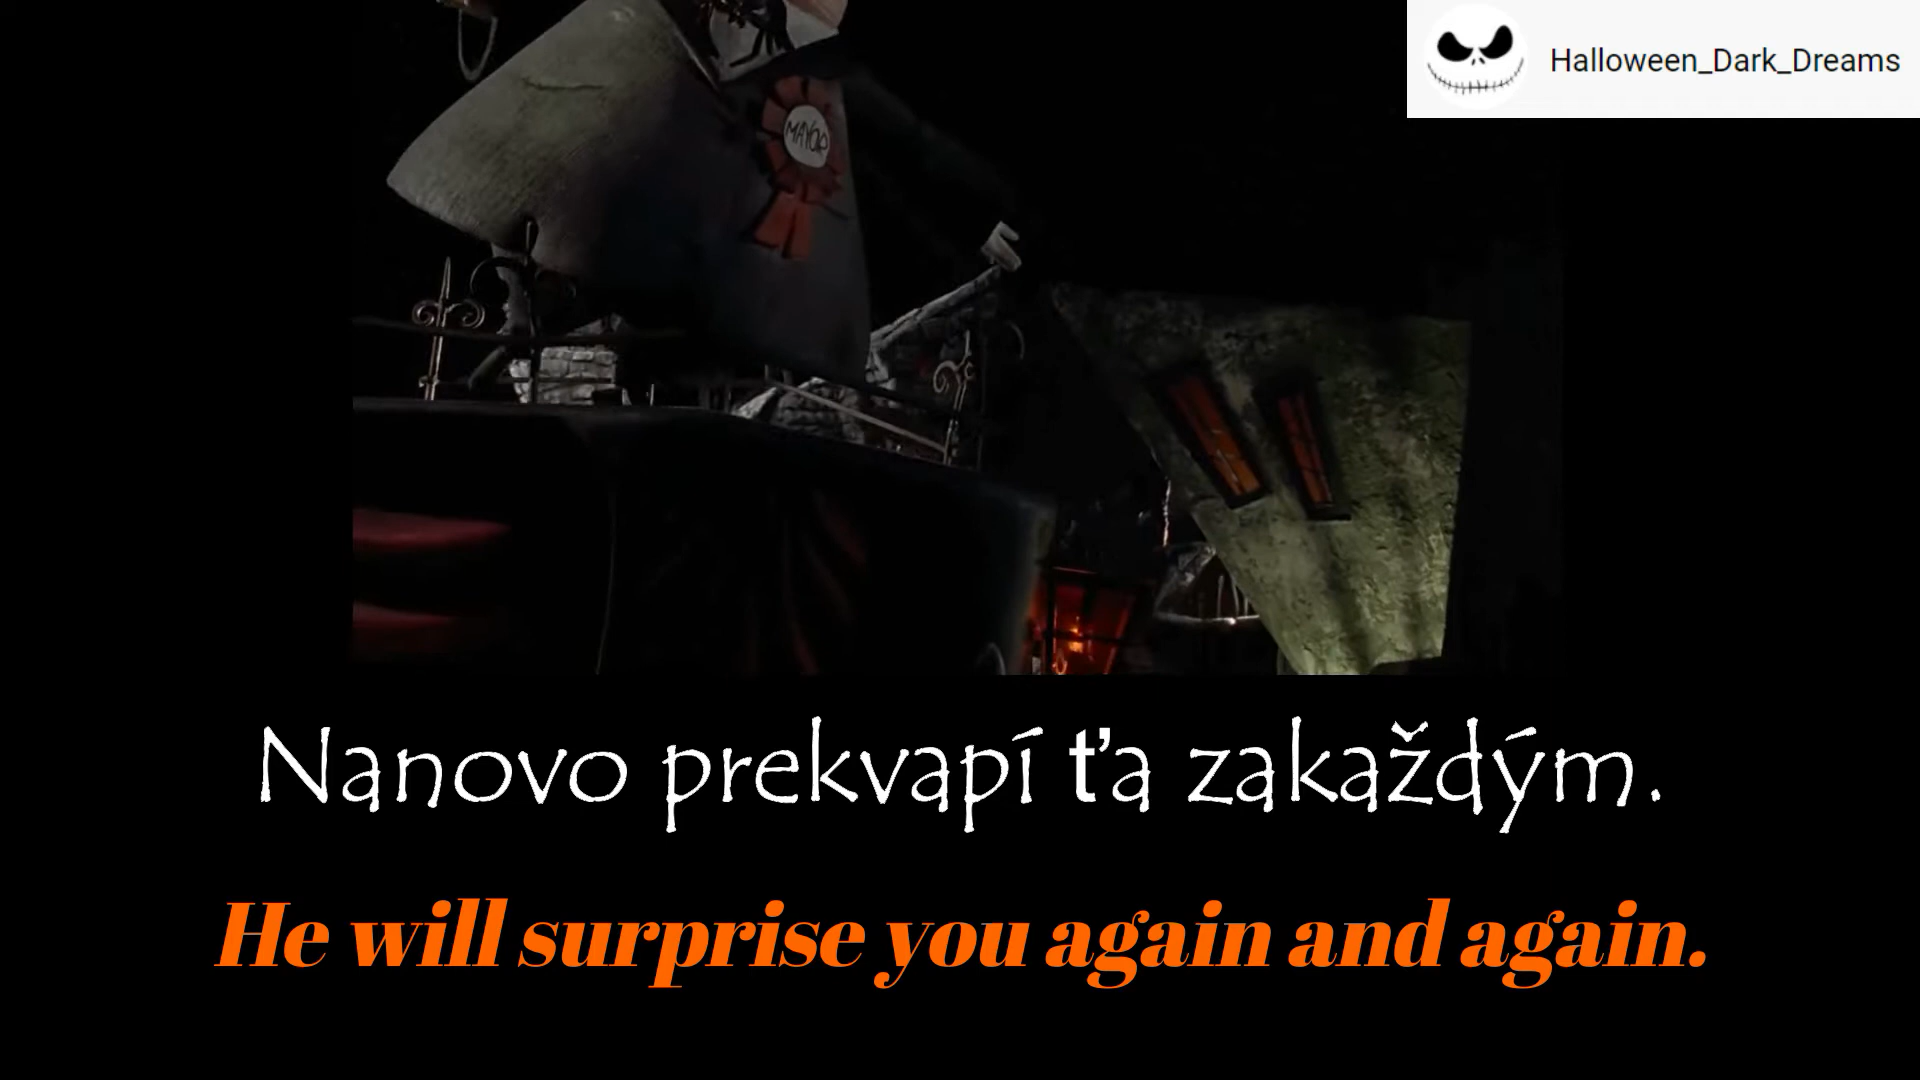 Halloween_Dark_Dreams
MAYOR
Nanovo prekvapí ťa zakaždým.
He will surprise you again and again.